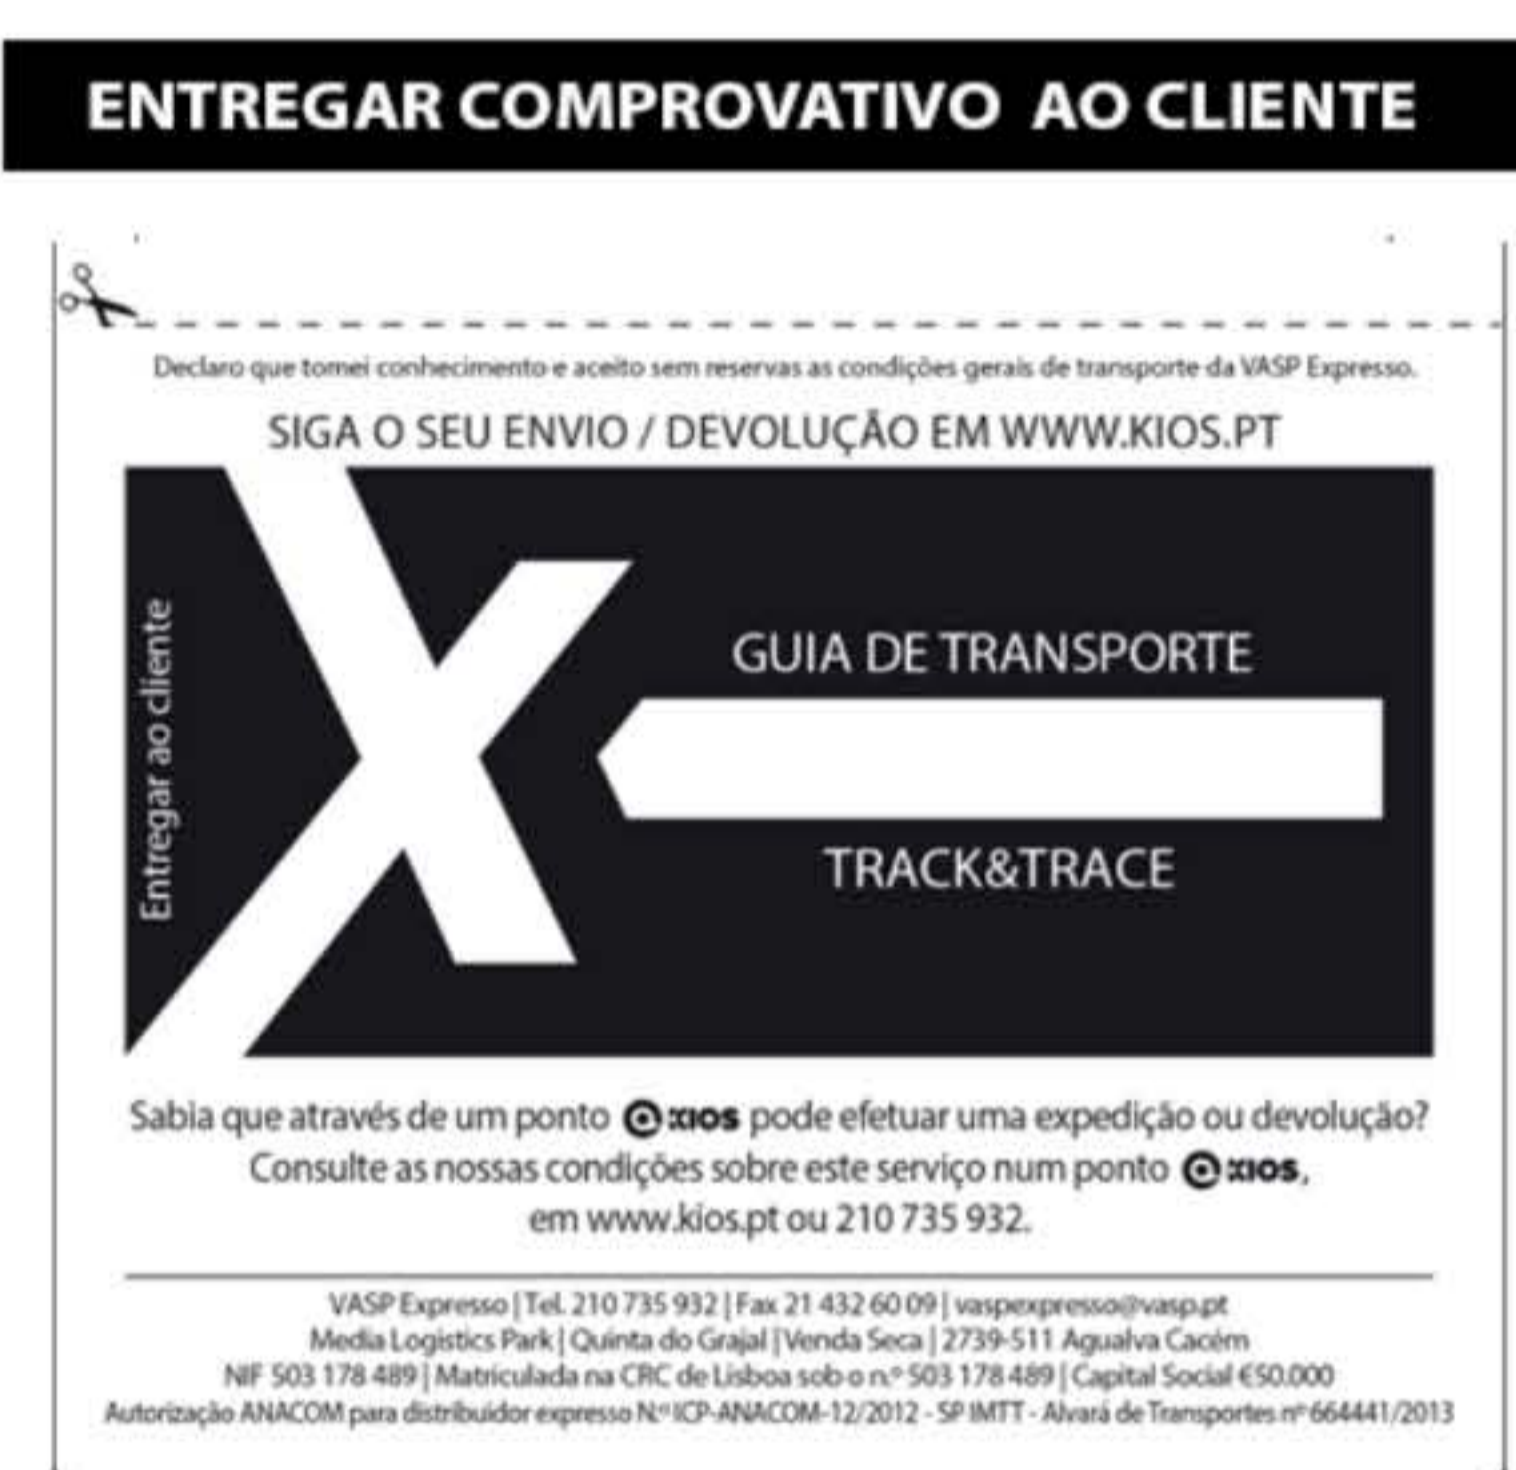 ENTREGAR COMPROVATIVO AO CLIENTE
Declaro que tomei conhecimento e aceito sem reservas as condições gerais de transporte da VASP Expresso.
SIGA O SEU ENVIO / DEVOLUÇÃO EM WWW.KIOS.PT
Entregar ao cliente
GUIA DE TRANSPORTE
TRACK&TRACE
Sabia que através de um ponto kios pode efetuar uma expedição ou devolução?
Consulte as nossas condições sobre este serviço num ponto kios,
em www.kios.pt ou 210 735 932.
VASP Expresso | Tel. 210 735 932 | Fax 21 432 60 09 | vaspexpresso@vasp.pt
Media Logistics Park | Quinta do Grajal | Venda Seca | 2739-511 Agualva Cacém
NIF 503 178 489 | Matriculada na CRC de Lisboa sob o n.º 503 178 489 | Capital Social €50.000
Autorização ANACOM para distribuidor expresso N.º ICP-ANACOM-12/2012 - SP IMTT - Alvará de Transportes nº 664441/2013